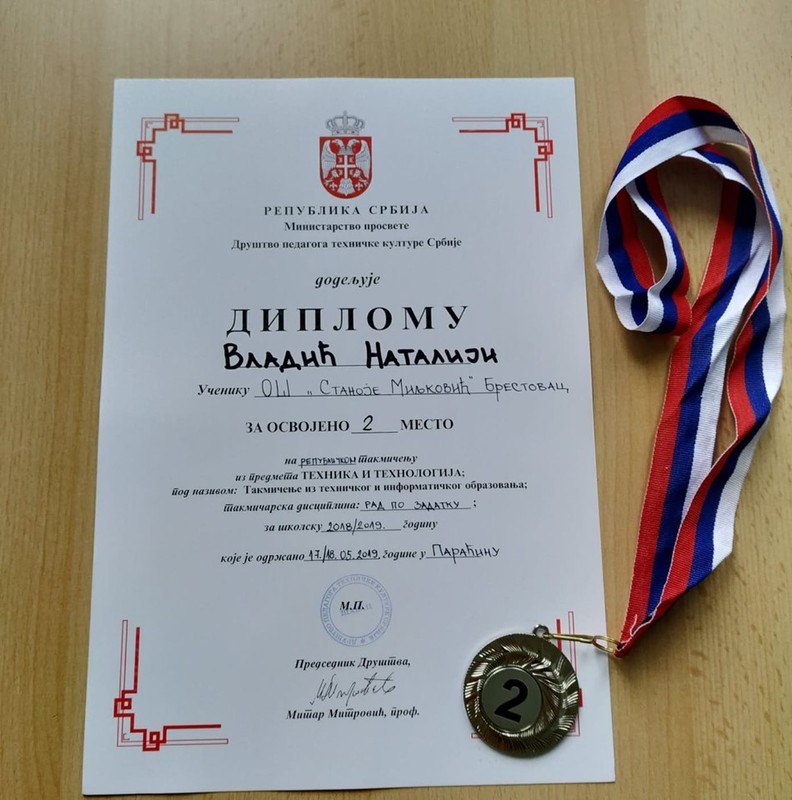 РЕПУБЛИКА СРБИЈА
Министарство просвете
Друштво педагога техничке културе Србије
додељује
ДИПЛОМУ
ВЛАДИЋ НАТАЛИЈИ
Ученику ОШ „СТАНОЈЕ МИЉКОВИЋ" БРЕСТОВАЦ,
ЗА ОСВОЈЕНО 2 МЕСТО
на РЕПУБЛИЧКОМ такмичењу
из предмета ТЕХНИКА И ТЕХНОЛОГИЈА;
под називом: Такмичење из техничког и информатичког образовања;
такмичарска дисциплина: РАД ПО ЗАДАТКУ ;
за школску 2018/2019. годину
које је одржано 17./18.05.2019. године у ПАРАЋИНУ
М.П.
Председник Друштва,
Митар Митровић, проф.
2